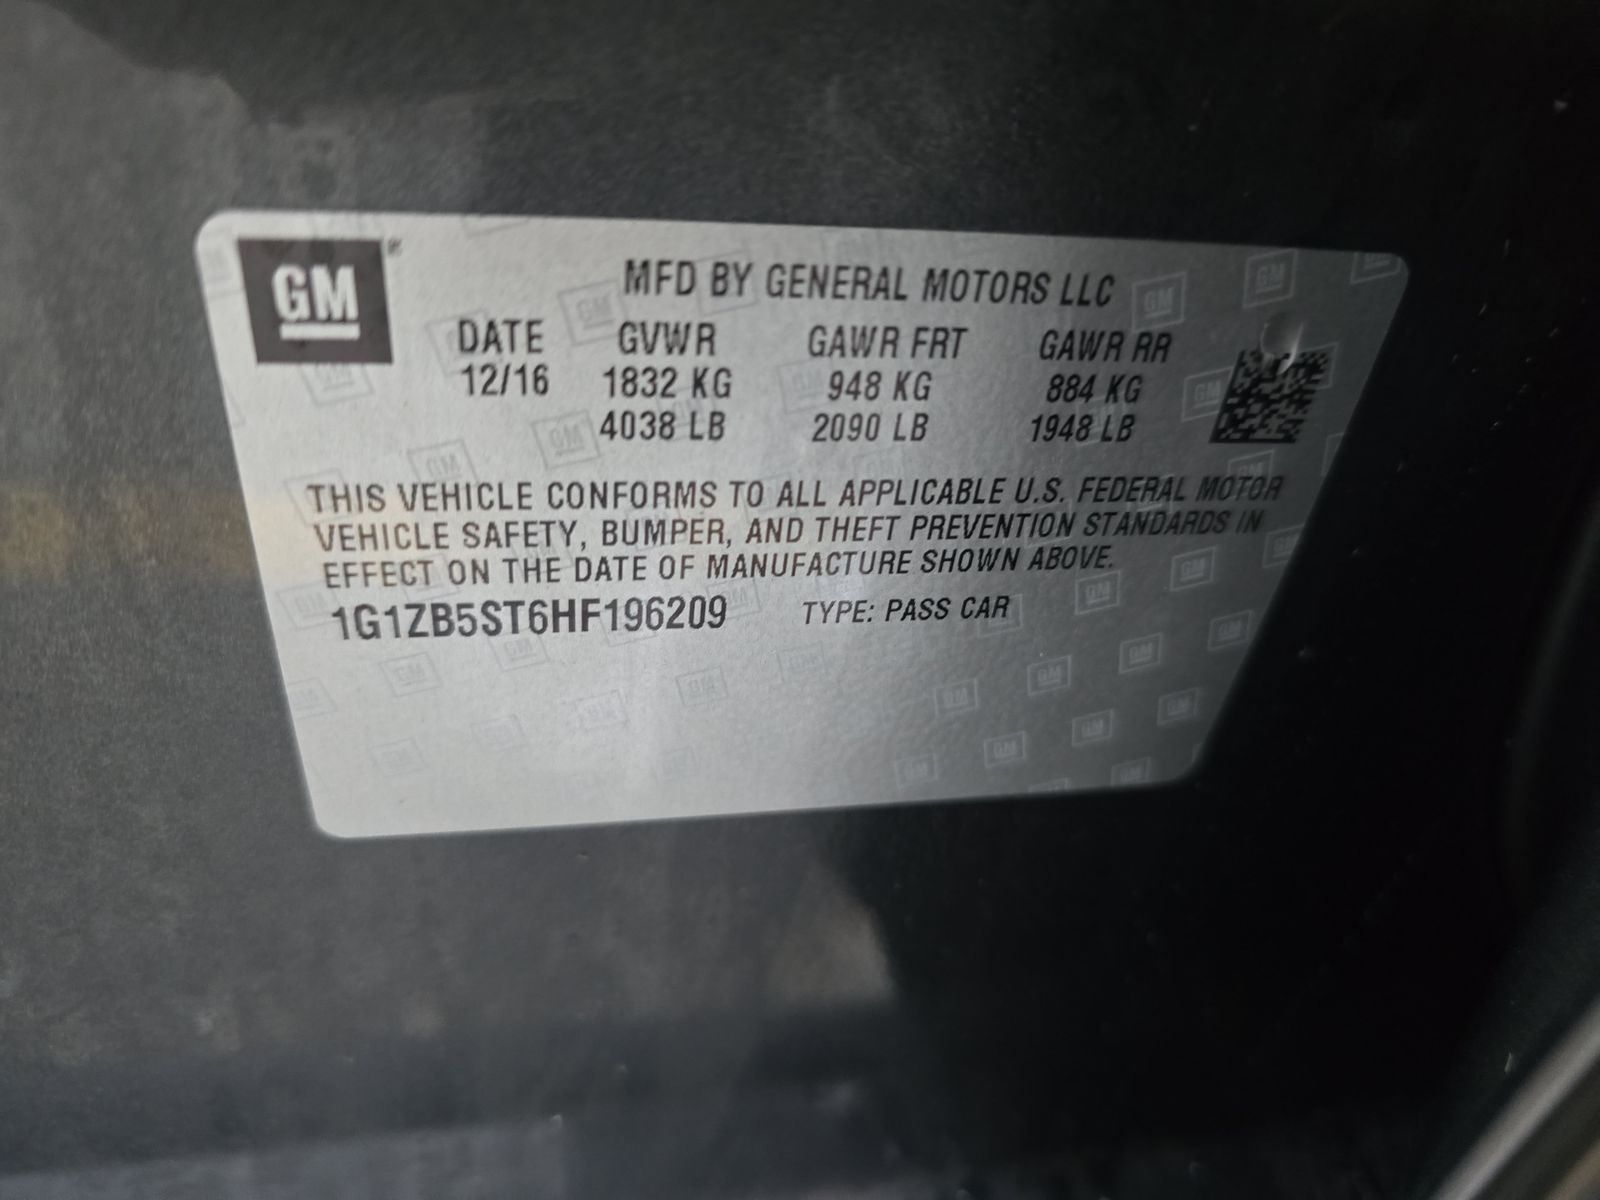 GM®
MFD BY GENERAL MOTORS LLC
DATE GVWR GAWR FRT GAWR RR
12/16 1832 KG 948 KG 884 KG
4038 LB 2090 LB 1948 LB
THIS VEHICLE CONFORMS TO ALL APPLICABLE U.S. FEDERAL MOTOR
VEHICLE SAFETY, BUMPER, AND THEFT PREVENTION STANDARDS IN
EFFECT ON THE DATE OF MANUFACTURE SHOWN ABOVE.
1G1ZB5ST6HF196209 TYPE: PASS CAR